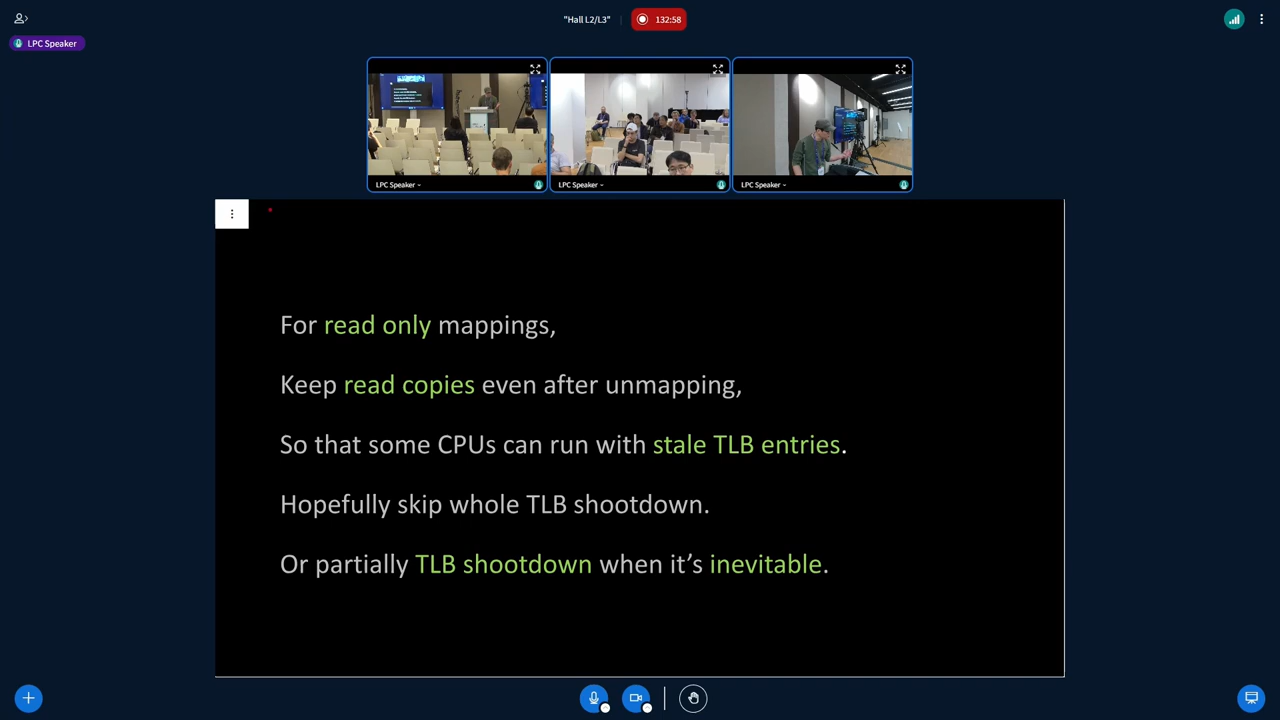 "Hall L2/L3"
132:58
LPC Speaker
LPC Speaker
LPC Speaker
LPC Speaker
For read only mappings,
Keep read copies even after unmapping,
So that some CPUs can run with stale TLB entries.
Hopefully skip whole TLB shootdown.
Or partially TLB shootdown when it’s inevitable.